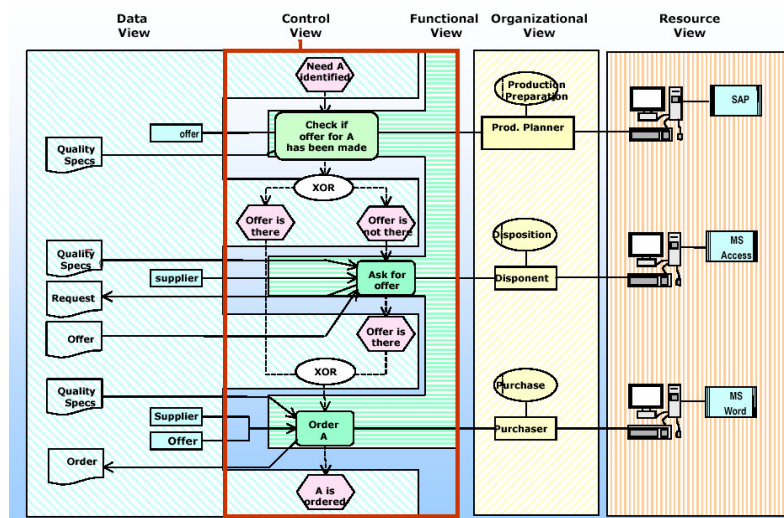 Data
View
Control
View
Functional
View
Organizational
View
Resource
View
Need A
identified
Production
Preparation
SAP
offer
Check if
offer for A
has been made
Prod. Planner
Quality
Specs
XOR
Offer is
there
Offer is
not there
Disposition
MS
Access
Quality
Specs
supplier
Ask for
offer
Disponent
Request
Offer
Offer is
there
XOR
Quality
Specs
Purchase
MS
Word
Supplier
Order
A
Purchaser
Offer
Order
A is
ordered